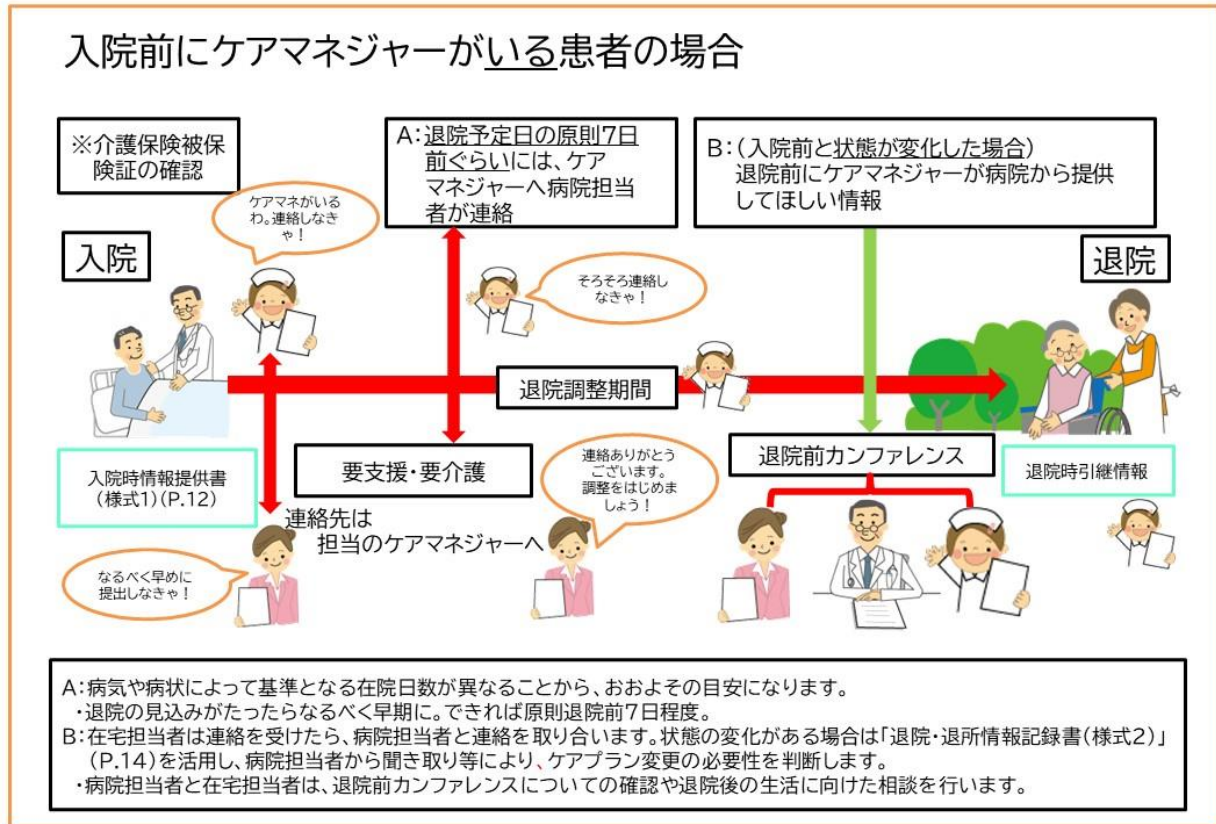 入院前にケアマネジャーがいる患者の場合
※介護保険被保
険証の確認
A:退院予定日の原則7日
前ぐらいには、ケア
マネジャーへ病院担当
者が連絡
B:(入院前と状態が変化した場合)
退院前にケアマネジャーが病院から提供
してほしい情報
ケアマネがいる
わ。連絡しなき
ゃ!
入院
そろそろ連絡し
なきゃ!
退院
退院調整期間
入院時情報提供書
(様式1)(P.12)
要支援・要介護
連絡ありがとう
ございます。
調整をはじめま
しょう!
退院前カンファレンス
退院時引継情報
連絡先は
担当のケアマネジャーへ
なるべく早めに
提出しなきゃ!
A:病気や病状によって基準となる在院日数が異なることから、おおよその目安になります。
・退院の見込みがたったらなるべく早期に。できれば原則退院前7日程度。
B:在宅担当者は連絡を受けたら、病院担当者と連絡を取り合います。状態の変化がある場合は「退院・退所情報記録書(様式2)」
(P.14)を活用し、病院担当者から聞き取り等により、ケアプラン変更の必要性を判断します。
・病院担当者と在宅担当者は、退院前カンファレンスについての確認や退院後の生活に向けた相談を行います。